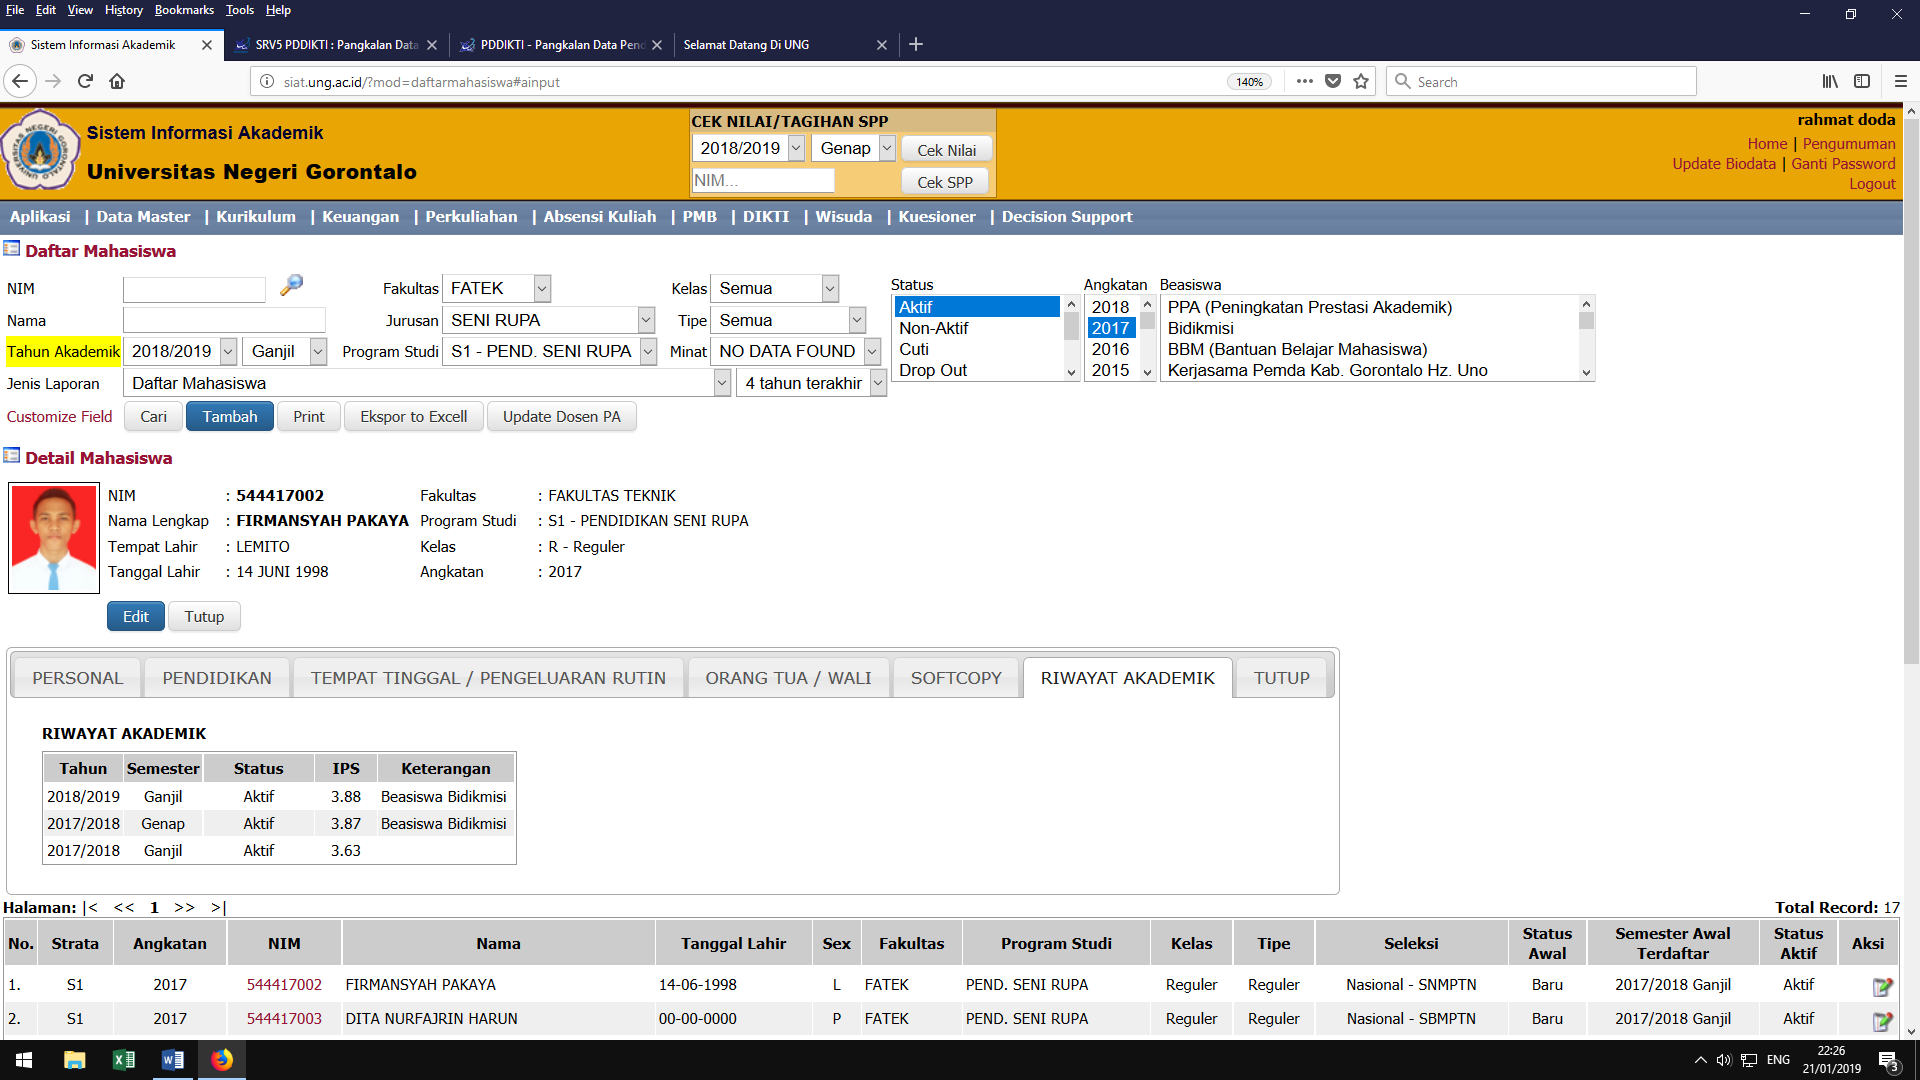 File Edit View History Bookmarks Tools Help
Sistem Informasi Akademik
SRV5 PDDIKTI : Pangkalan Data
PDDIKTI - Pangkalan Data Pend
Selamat Datang Di UNG
siat.ung.ac.id/?mod=daftarmahasiswa#ainput
140%
Search
Sistem Informasi Akademik
Universitas Negeri Gorontalo
CEK NILAI/TAGIHAN SPP
2018/2019 Genap Cek Nilai
NIM... Cek SPP
rahmat doda
Home | Pengumuman
Update Biodata | Ganti Password
Logout
Aplikasi | Data Master | Kurikulum | Keuangan | Perkuliahan | Absensi Kuliah | PMB | DIKTI | Wisuda | Kuesioner | Decision Support
Daftar Mahasiswa
NIM Fakultas FATEK Kelas Semua
Nama Jurusan SENI RUPA Tipe Semua
Tahun Akademik 2018/2019 Ganjil Program Studi S1 - PEND. SENI RUPA Minat NO DATA FOUND
Jenis Laporan Daftar Mahasiswa 4 tahun terakhir
Status Angkatan Beasiswa
Aktif 2018 PPA (Peningkatan Prestasi Akademik)
Non-Aktif 2017 Bidikmisi
Cuti 2016 BBM (Bantuan Belajar Mahasiswa)
Drop Out 2015 Kerjasama Pemda Kab. Gorontalo Hz. Uno
Customize Field Cari Tambah Print Ekspor to Excell Update Dosen PA
Detail Mahasiswa
NIM : 544417002 Fakultas : FAKULTAS TEKNIK
Nama Lengkap : FIRMANSYAH PAKAYA Program Studi : S1 - PENDIDIKAN SENI RUPA
Tempat Lahir : LEMITO Kelas : R - Reguler
Tanggal Lahir : 14 JUNI 1998 Angkatan : 2017
Edit Tutup
PERSONAL PENDIDIKAN TEMPAT TINGGAL / PENGELUARAN RUTIN ORANG TUA / WALI SOFTCOPY RIWAYAT AKADEMIK TUTUP
RIWAYAT AKADEMIK
Tahun Semester Status IPS Keterangan
2018/2019 Ganjil Aktif 3.88 Beasiswa Bidikmisi
2017/2018 Genap Aktif 3.87 Beasiswa Bidikmisi
2017/2018 Ganjil Aktif 3.63
Halaman: |< << 1 >> >| Total Record: 17
No. Strata Angkatan NIM Nama Tanggal Lahir Sex Fakultas Program Studi Kelas Tipe Seleksi Status Awal Semester Awal Terdaftar Status Aktif Aksi
1. S1 2017 544417002 FIRMANSYAH PAKAYA 14-06-1998 L FATEK PEND. SENI RUPA Reguler Reguler Nasional - SNMPTN Baru 2017/2018 Ganjil Aktif
2. S1 2017 544417003 DITA NURFAJRIN HARUN 00-00-0000 P FATEK PEND. SENI RUPA Reguler Reguler Nasional - SBMPTN Baru 2017/2018 Ganjil Aktif
ENG
22:26
21/01/2019
3